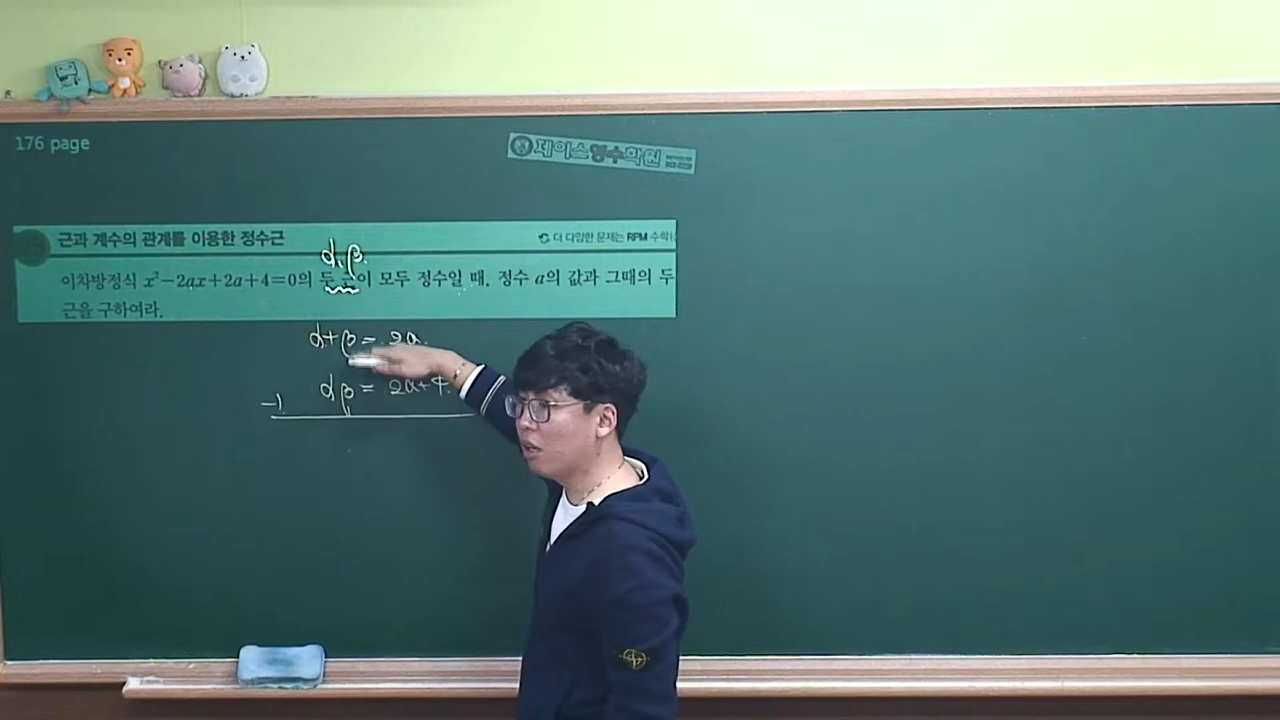 176 page
제이스영수학원
근과 계수의 관계를 이용한 정수근
더 다양한 문제는 RPM 수학
α, β
이차방정식 x²-2ax+2a+4=0의 두 근이 모두 정수일 때, 정수 a의 값과 그때의 두
근을 구하여라.
α+β = 2a
αβ = 2a+4
-1